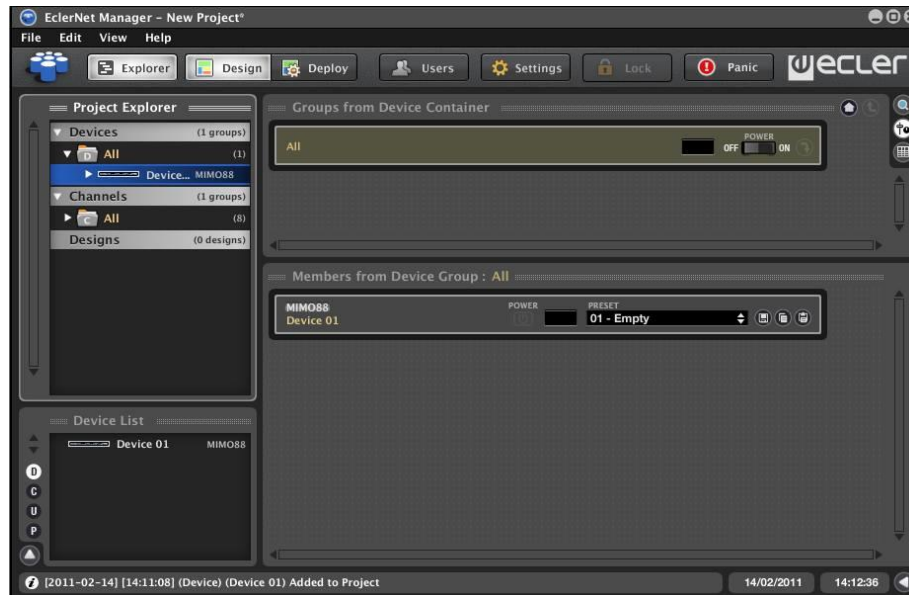 EclerNet Manager - New Project*
File Edit View Help
Explorer Design Deploy Users Settings Lock Panic ecler
Project Explorer
Devices (1 groups)
D All (1)
Device... MIMO88
Channels (1 groups)
C All (8)
Designs (0 designs)
Groups from Device Container
All POWER OFF ON
Members from Device Group : All
MIMO88 POWER PRESET
Device 01 01 - Empty
Device List
Device 01 MIMO88
D
C
U
P
[2011-02-14] [14:11:08] (Device) (Device 01) Added to Project 14/02/2011 14:12:36